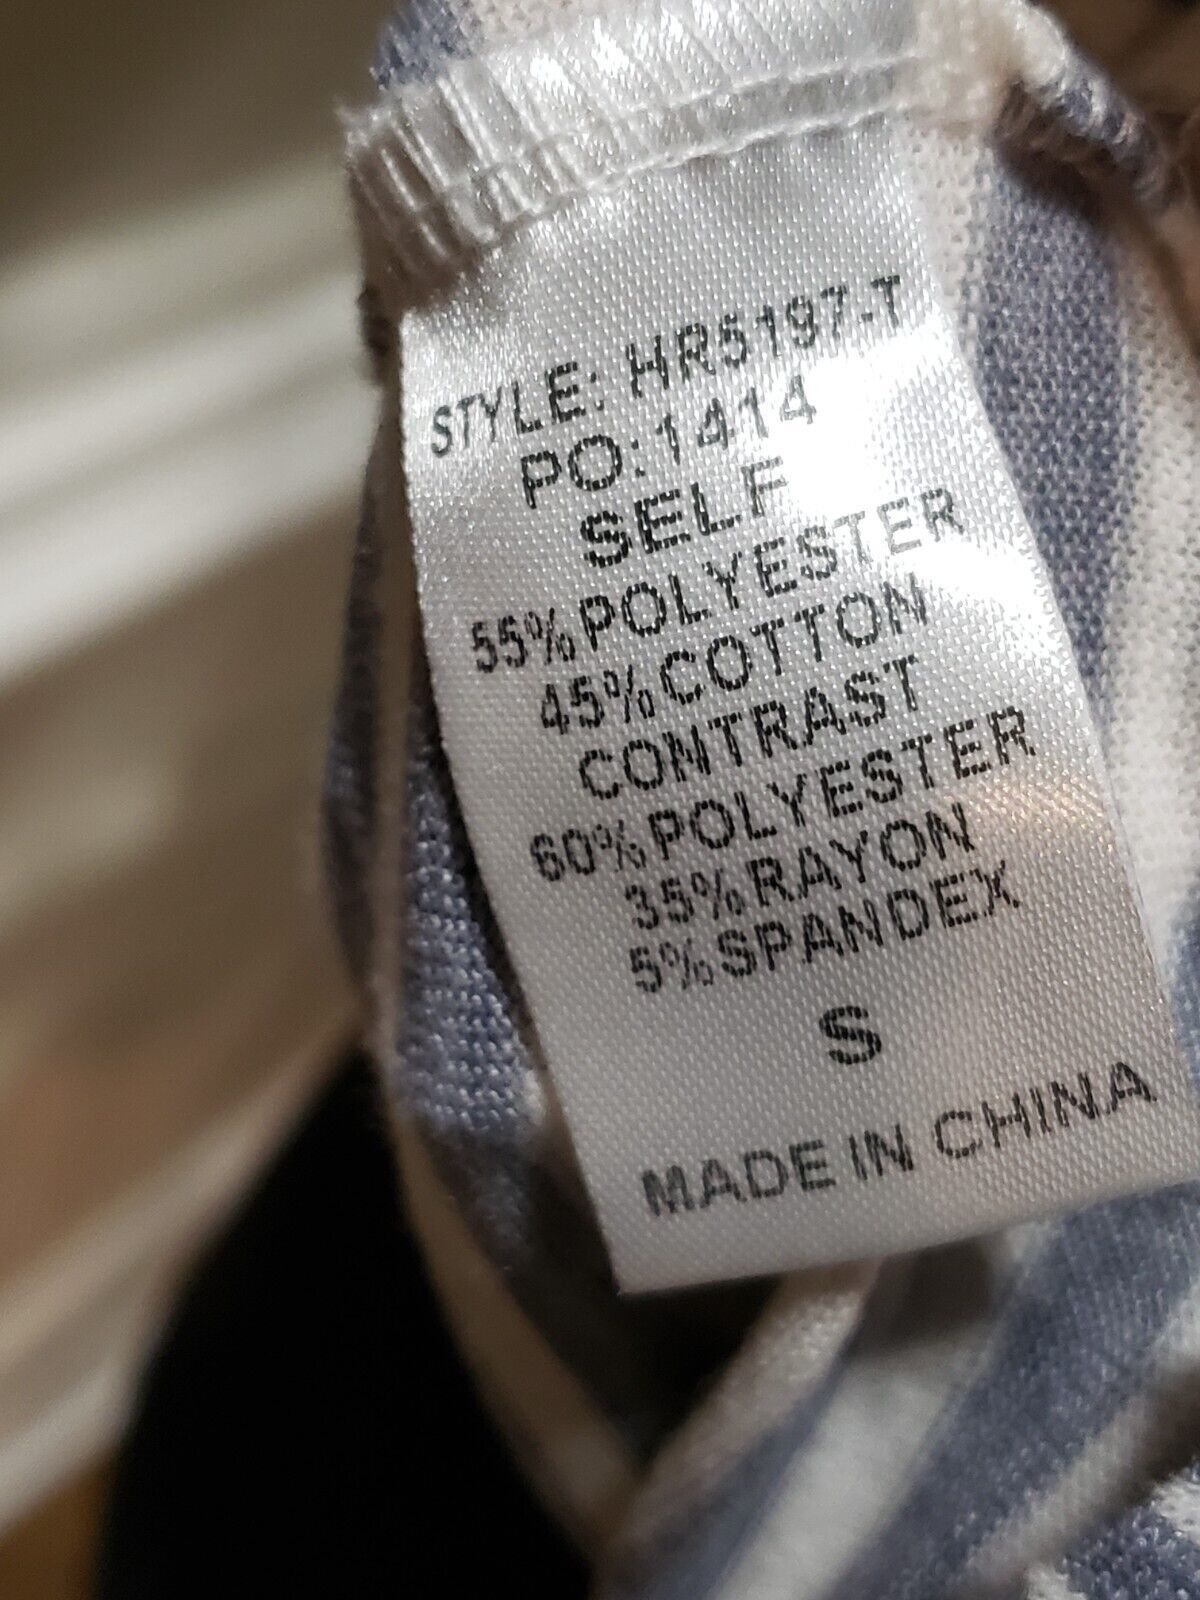 STYLE: HR5197-T
PO:1414
SELF
55%POLYESTER
45%COTTON
CONTRAST
60%POLYESTER
35%RAYON
5%SPANDEX
S
MADE IN CHINA